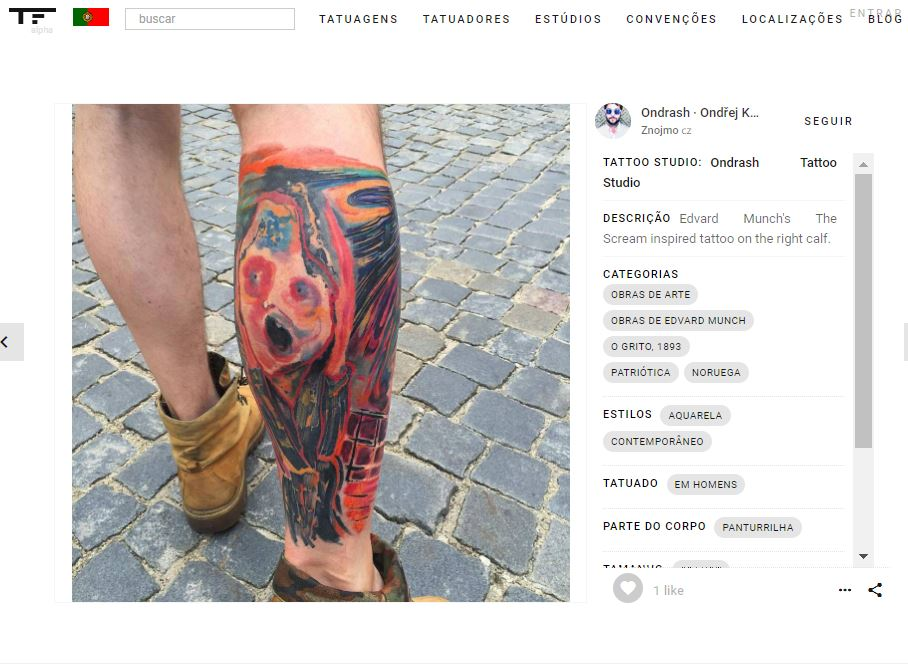 TF
alpha
buscar
TATUAGENS TATUADORES ESTÚDIOS CONVENÇÕES LOCALIZAÇÕES BLOG
ENTRAR
Ondrash · Ondřej K...
Znojmo CZ
SEGUIR
TATTOO STUDIO: Ondrash Tattoo
Studio
DESCRIÇÃO Edvard Munch's The
Scream inspired tattoo on the right calf.
CATEGORIAS
OBRAS DE ARTE
OBRAS DE EDVARD MUNCH
O GRITO, 1893
PATRIÓTICA NORUEGA
ESTILOS AQUARELA
CONTEMPORÂNEO
TATUADO EM HOMENS
PARTE DO CORPO PANTURRILHA
TAMANHO
1 like